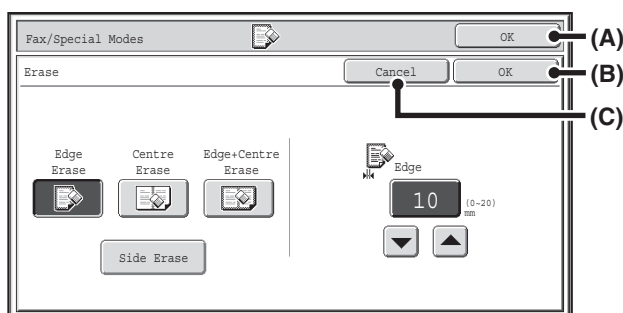 Fax/Special Modes OK (A)
Erase Cancel OK (B)
(C)
Edge Centre Edge+Centre
Erase Erase Erase
Edge
10 (0~20)
mm
Side Erase